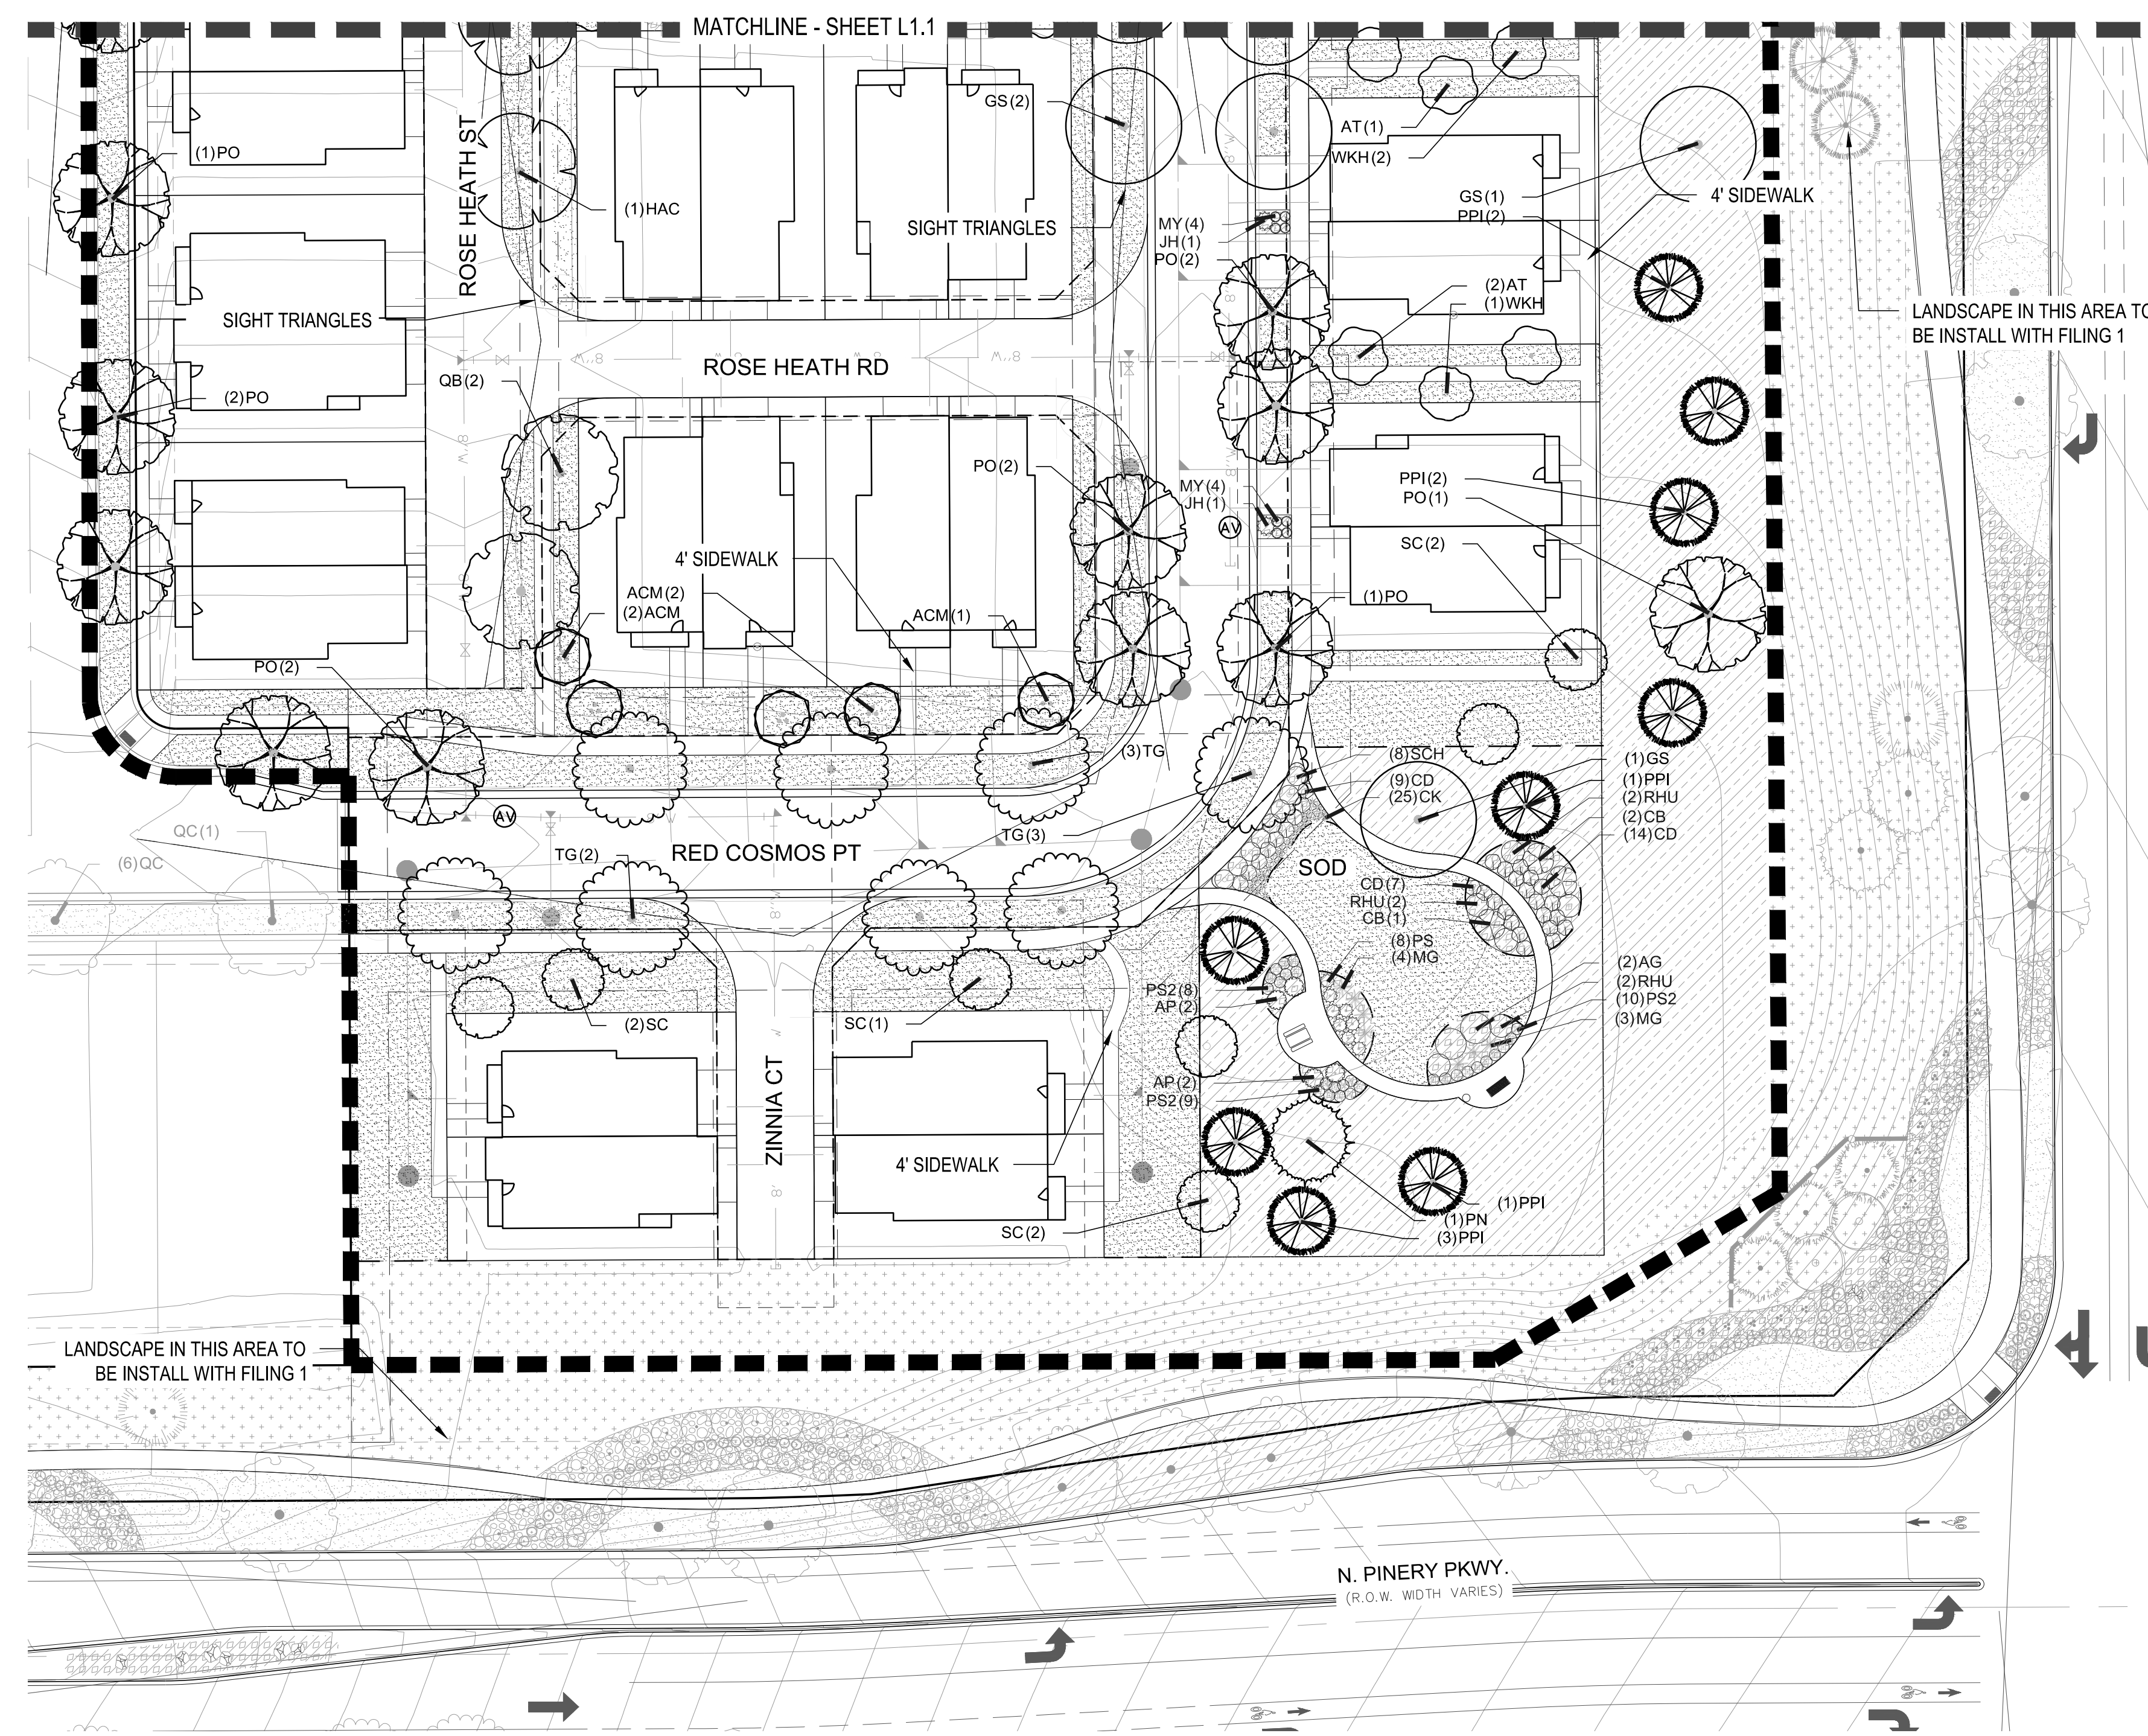 MATCHLINE - SHEET L1.1
GS(2)
AT(1)
WKH(2)
(1)PO
ROSE HEATH ST
(1)HAC
GS(1)
PPI(2)
4' SIDEWALK
MY(4)
JH(1)
PO(2)
SIGHT TRIANGLES
(2)AT
(1)WKH
SIGHT TRIANGLES
LANDSCAPE IN THIS AREA TO
BE INSTALL WITH FILING 1
ROSE HEATH RD
8"W
8"W
QB(2)
(2)PO
PO(2)
MY(4)
JH(1)
AV
PPI(2)
PO(1)
SC(2)
4' SIDEWALK
ACM(2)
(2)ACM
ACM(1)
(1)PO
PO(2)
(3)TG
(8)SCH
(9)CD
(25)CK
(1)GS
(1)PPI
(2)RHU
(2)CB
(14)CD
AV
QC(1)
(6)QC
TG(2)
RED COSMOS PT
TG(3)
SOD
CD(7)
RHU(2)
CB(1)
(8)PS
(4)MG
(2)AG
(2)RHU
(10)PS2
(3)MG
PS2(8)
AP(2)
(2)SC
SC(1)
ZINNIA CT
AP(2)
PS2(9)
4' SIDEWALK
SC(2)
(1)PPI
(1)PN
(3)PPI
LANDSCAPE IN THIS AREA TO
BE INSTALL WITH FILING 1
N. PINERY PKWY.
(R.O.W. WIDTH VARIES)